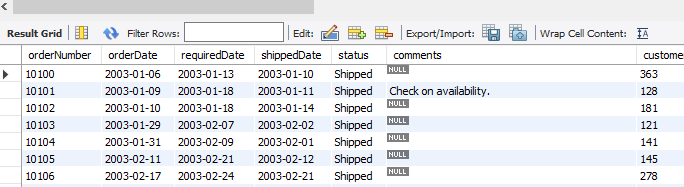 Result Grid Filter Rows: Edit: Export/Import: Wrap Cell Content: IA
orderNumber orderDate requiredDate shippedDate status comments customer
10100 2003-01-06 2003-01-13 2003-01-10 Shipped NULL 363
10101 2003-01-09 2003-01-18 2003-01-11 Shipped Check on availability. 128
10102 2003-01-10 2003-01-18 2003-01-14 Shipped NULL 181
10103 2003-01-29 2003-02-07 2003-02-02 Shipped NULL 121
10104 2003-01-31 2003-02-09 2003-02-01 Shipped NULL 141
10105 2003-02-11 2003-02-21 2003-02-12 Shipped NULL 145
10106 2003-02-17 2003-02-24 2003-02-21 Shipped NULL 278